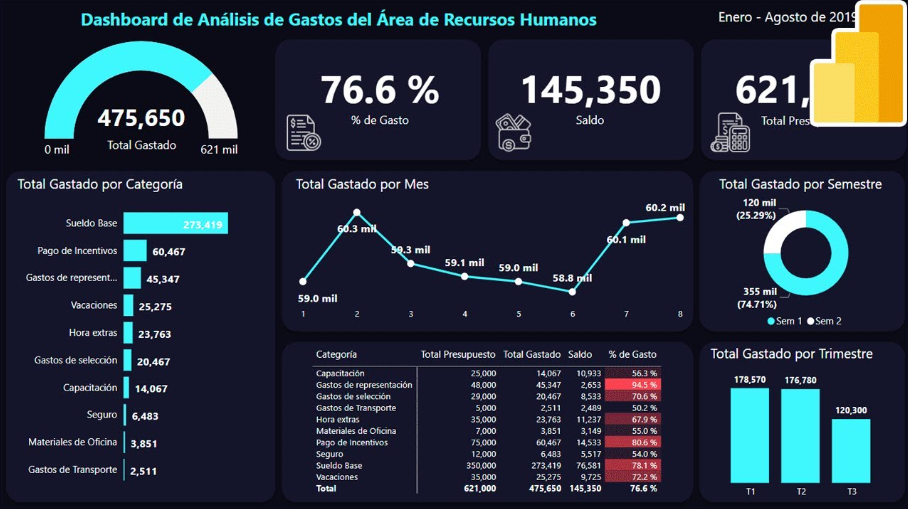 Dashboard de Análisis de Gastos del Área de Recursos Humanos
Enero - Agosto de 2019
475,650
Total Gastado
0 mil
621 mil
76.6 %
% de Gasto
145,350
Saldo
621,
Total Pres
Total Gastado por Categoría
Sueldo Base 273,419
Pago de Incentivos 60,467
Gastos de represent... 45,347
Vacaciones 25,275
Hora extras 23,763
Gastos de selección 20,467
Capacitación 14,067
Seguro 6,483
Materiales de Oficina 3,851
Gastos de Transporte 2,511
Total Gastado por Mes
59.0 mil
60.3 mil
59.3 mil
59.1 mil
59.0 mil
58.8 mil
60.1 mil
60.2 mil
1 2 3 4 5 6 7 8
Total Gastado por Semestre
120 mil
(25.29%)
355 mil
(74.71%)
Sem 1 Sem 2
Categoría Total Presupuesto Total Gastado Saldo % de Gasto
Capacitación 25,000 14,067 10,933 56.3 %
Gastos de representación 48,000 45,347 2,653 94.5 %
Gastos de selección 29,000 20,467 8,533 70.6 %
Gastos de Transporte 5,000 2,511 2,489 50.2 %
Hora extras 35,000 23,763 11,237 67.9 %
Materiales de Oficina 7,000 3,851 3,149 55.0 %
Pago de Incentivos 75,000 60,467 14,533 80.6 %
Seguro 12,000 6,483 5,517 54.0 %
Sueldo Base 350,000 273,419 76,581 78.1 %
Vacaciones 35,000 25,275 9,725 72.2 %
Total 621,000 475,650 145,350 76.6 %
Total Gastado por Trimestre
178,570
176,780
120,300
T1 T2 T3